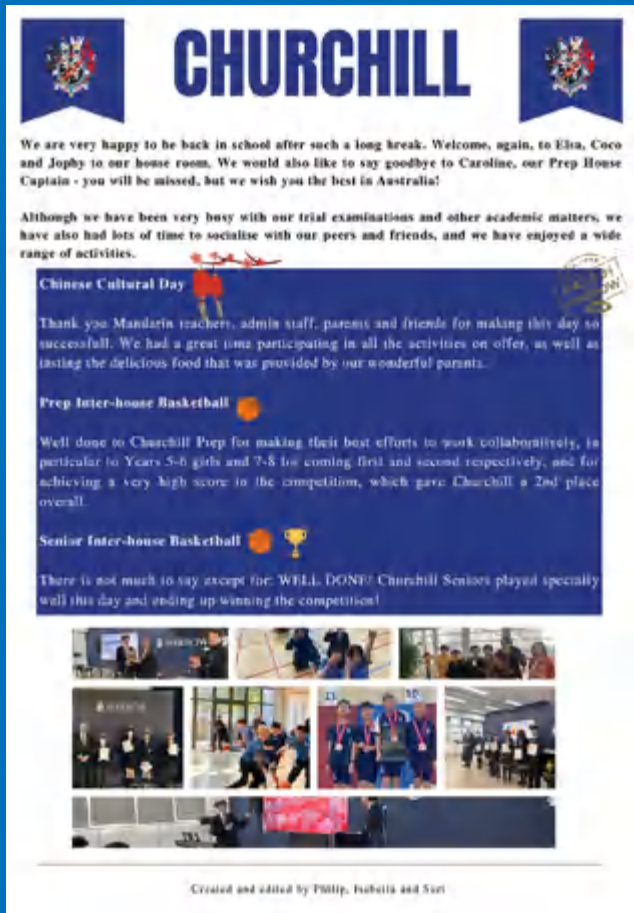 CHURCHILL
We are very happy to be back in school after such a long break. Welcome, again, to Elsa, Coco
and Jophy to our house room. We would also like to say goodbye to Caroline, our Prep House
Captain - you will be missed, but we wish you the best in Australia!
Although we have been very busy with our trial examinations and other academic matters, we
have also had lots of time to socialise with our peers and friends, and we have enjoyed a wide
range of activities.
Chinese Cultural Day
Thank you Mandarin teachers, admin staff, parents and friends for making this day so
successfull. We had a great time participating in all the activities on offer, as well as
tasting the delicious food that was provided by our wonderful parents.
Prep Inter-house Basketball
Well done to Churchill Prep for making their best efforts to work collaboratively, in
particular to Years 5-6 girls and 7-8 for coming first and second respectively, and for
achieving a very high score in the competition, which gave Churchill a 2nd place
overall.
Senior Inter-house Basketball
There is not much to say except for: WELL DONE! Churchill Seniors played specially
well this day and ending up winning the competition!
HARROW
HARROW
Created and edited by Philip, Isabella and Suri